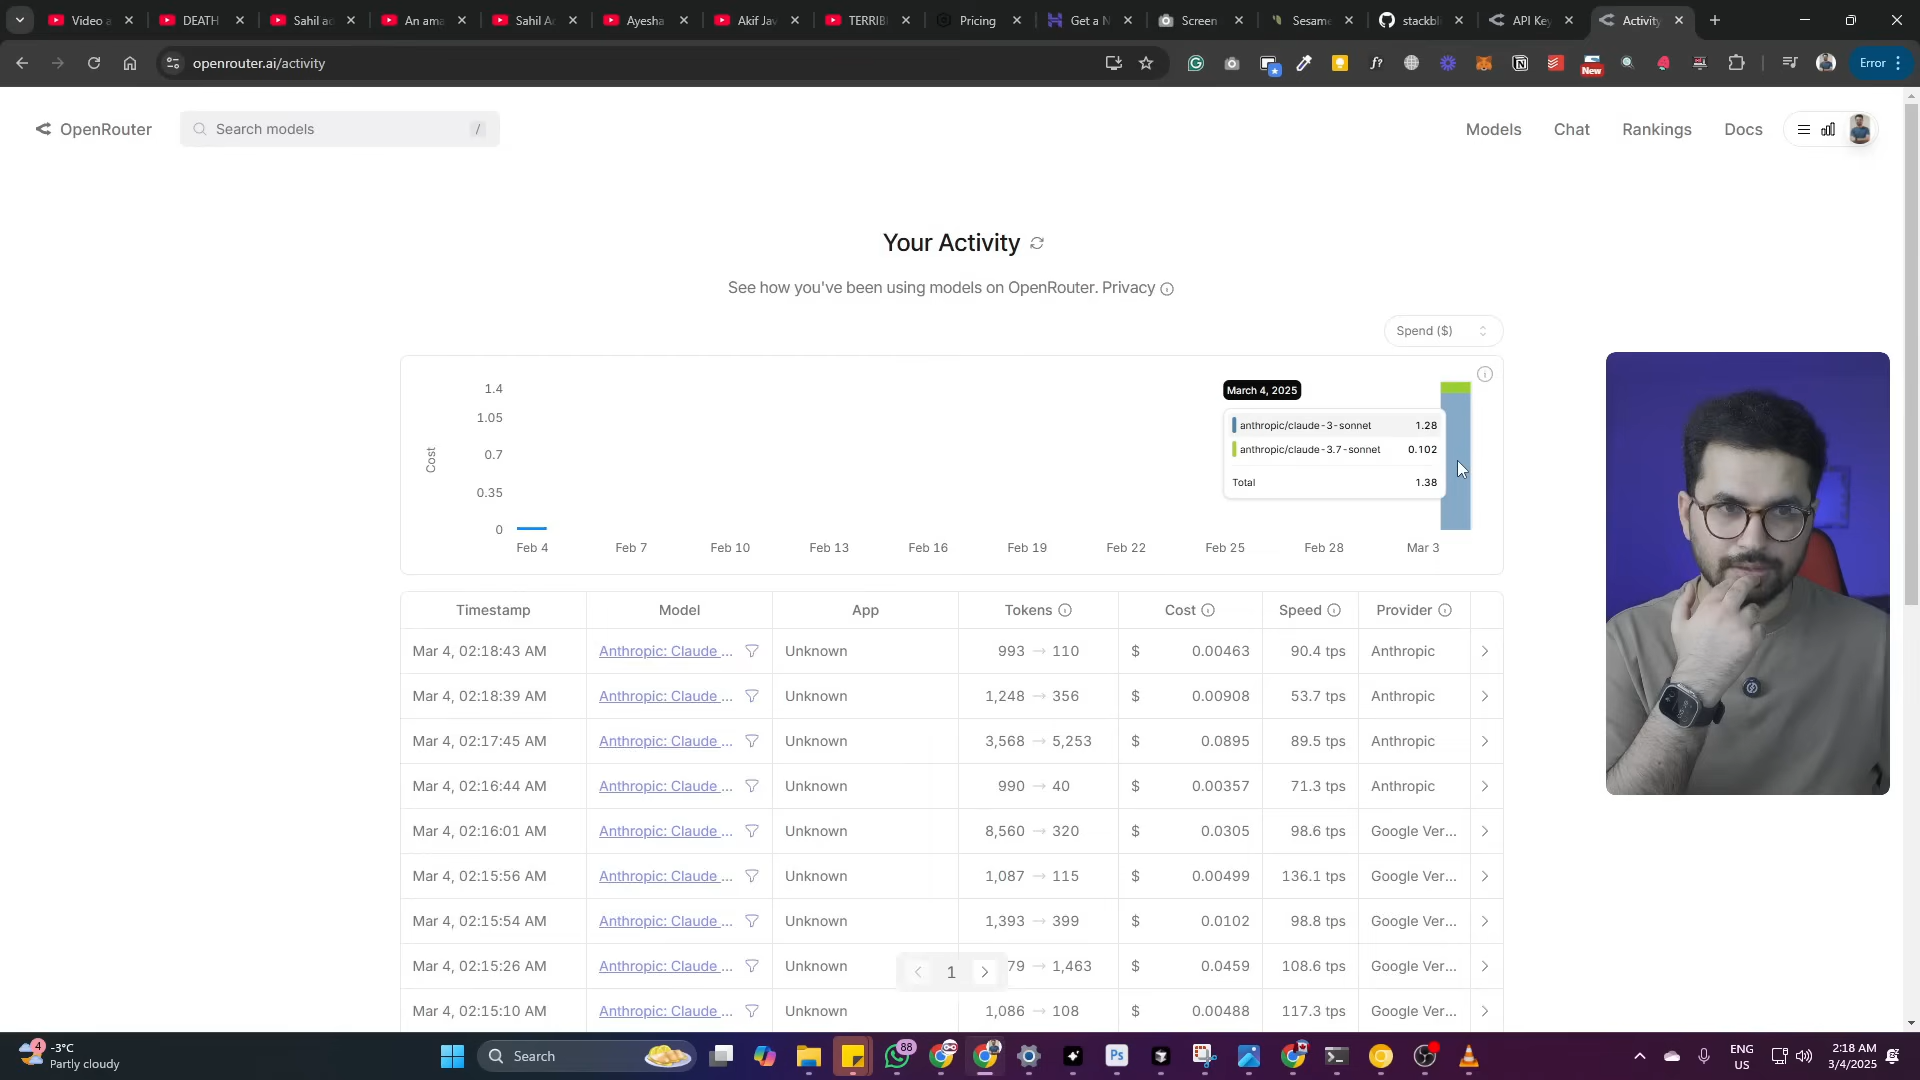 Video a
DEATH
Sahil ad
An ama
Sahil A
Ayesha
Akif Jav
TERRIB
Pricing
Get a N
Screen
Sesame
stackbl
API Key
Activity
openrouter.ai/activity
New
Error
OpenRouter
Search models
/
Models
Chat
Rankings
Docs
Your Activity
See how you've been using models on OpenRouter. Privacy
Spend ($)
1.4
1.05
0.7
0.35
0
Cost
March 4, 2025
anthropic/claude-3-sonnet 1.28
anthropic/claude-3.7-sonnet 0.102
Total 1.38
Feb 4 Feb 7 Feb 10 Feb 13 Feb 16 Feb 19 Feb 22 Feb 25 Feb 28 Mar 3
Timestamp Model App Tokens Cost Speed Provider
Mar 4, 02:18:43 AM Anthropic: Claude ... Unknown 993 → 110 $ 0.00463 90.4 tps Anthropic
Mar 4, 02:18:39 AM Anthropic: Claude ... Unknown 1,248 → 356 $ 0.00908 53.7 tps Anthropic
Mar 4, 02:17:45 AM Anthropic: Claude ... Unknown 3,568 → 5,253 $ 0.0895 89.5 tps Anthropic
Mar 4, 02:16:44 AM Anthropic: Claude ... Unknown 990 → 40 $ 0.00357 71.3 tps Anthropic
Mar 4, 02:16:01 AM Anthropic: Claude ... Unknown 8,560 → 320 $ 0.0305 98.6 tps Google Ver...
Mar 4, 02:15:56 AM Anthropic: Claude ... Unknown 1,087 → 115 $ 0.00499 136.1 tps Google Ver...
Mar 4, 02:15:54 AM Anthropic: Claude ... Unknown 1,393 → 399 $ 0.0102 98.8 tps Google Ver...
Mar 4, 02:15:26 AM Anthropic: Claude ... Unknown 79 → 1,463 $ 0.0459 108.6 tps Google Ver...
1
Mar 4, 02:15:10 AM Anthropic: Claude ... Unknown 1,086 → 108 $ 0.00488 117.3 tps Google Ver...
4
-3°C
Partly cloudy
Search
88
Ps
ENG
US
2:18 AM
3/4/2025